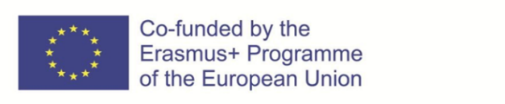 Co-funded by the
Erasmus+ Programme
of the European Union